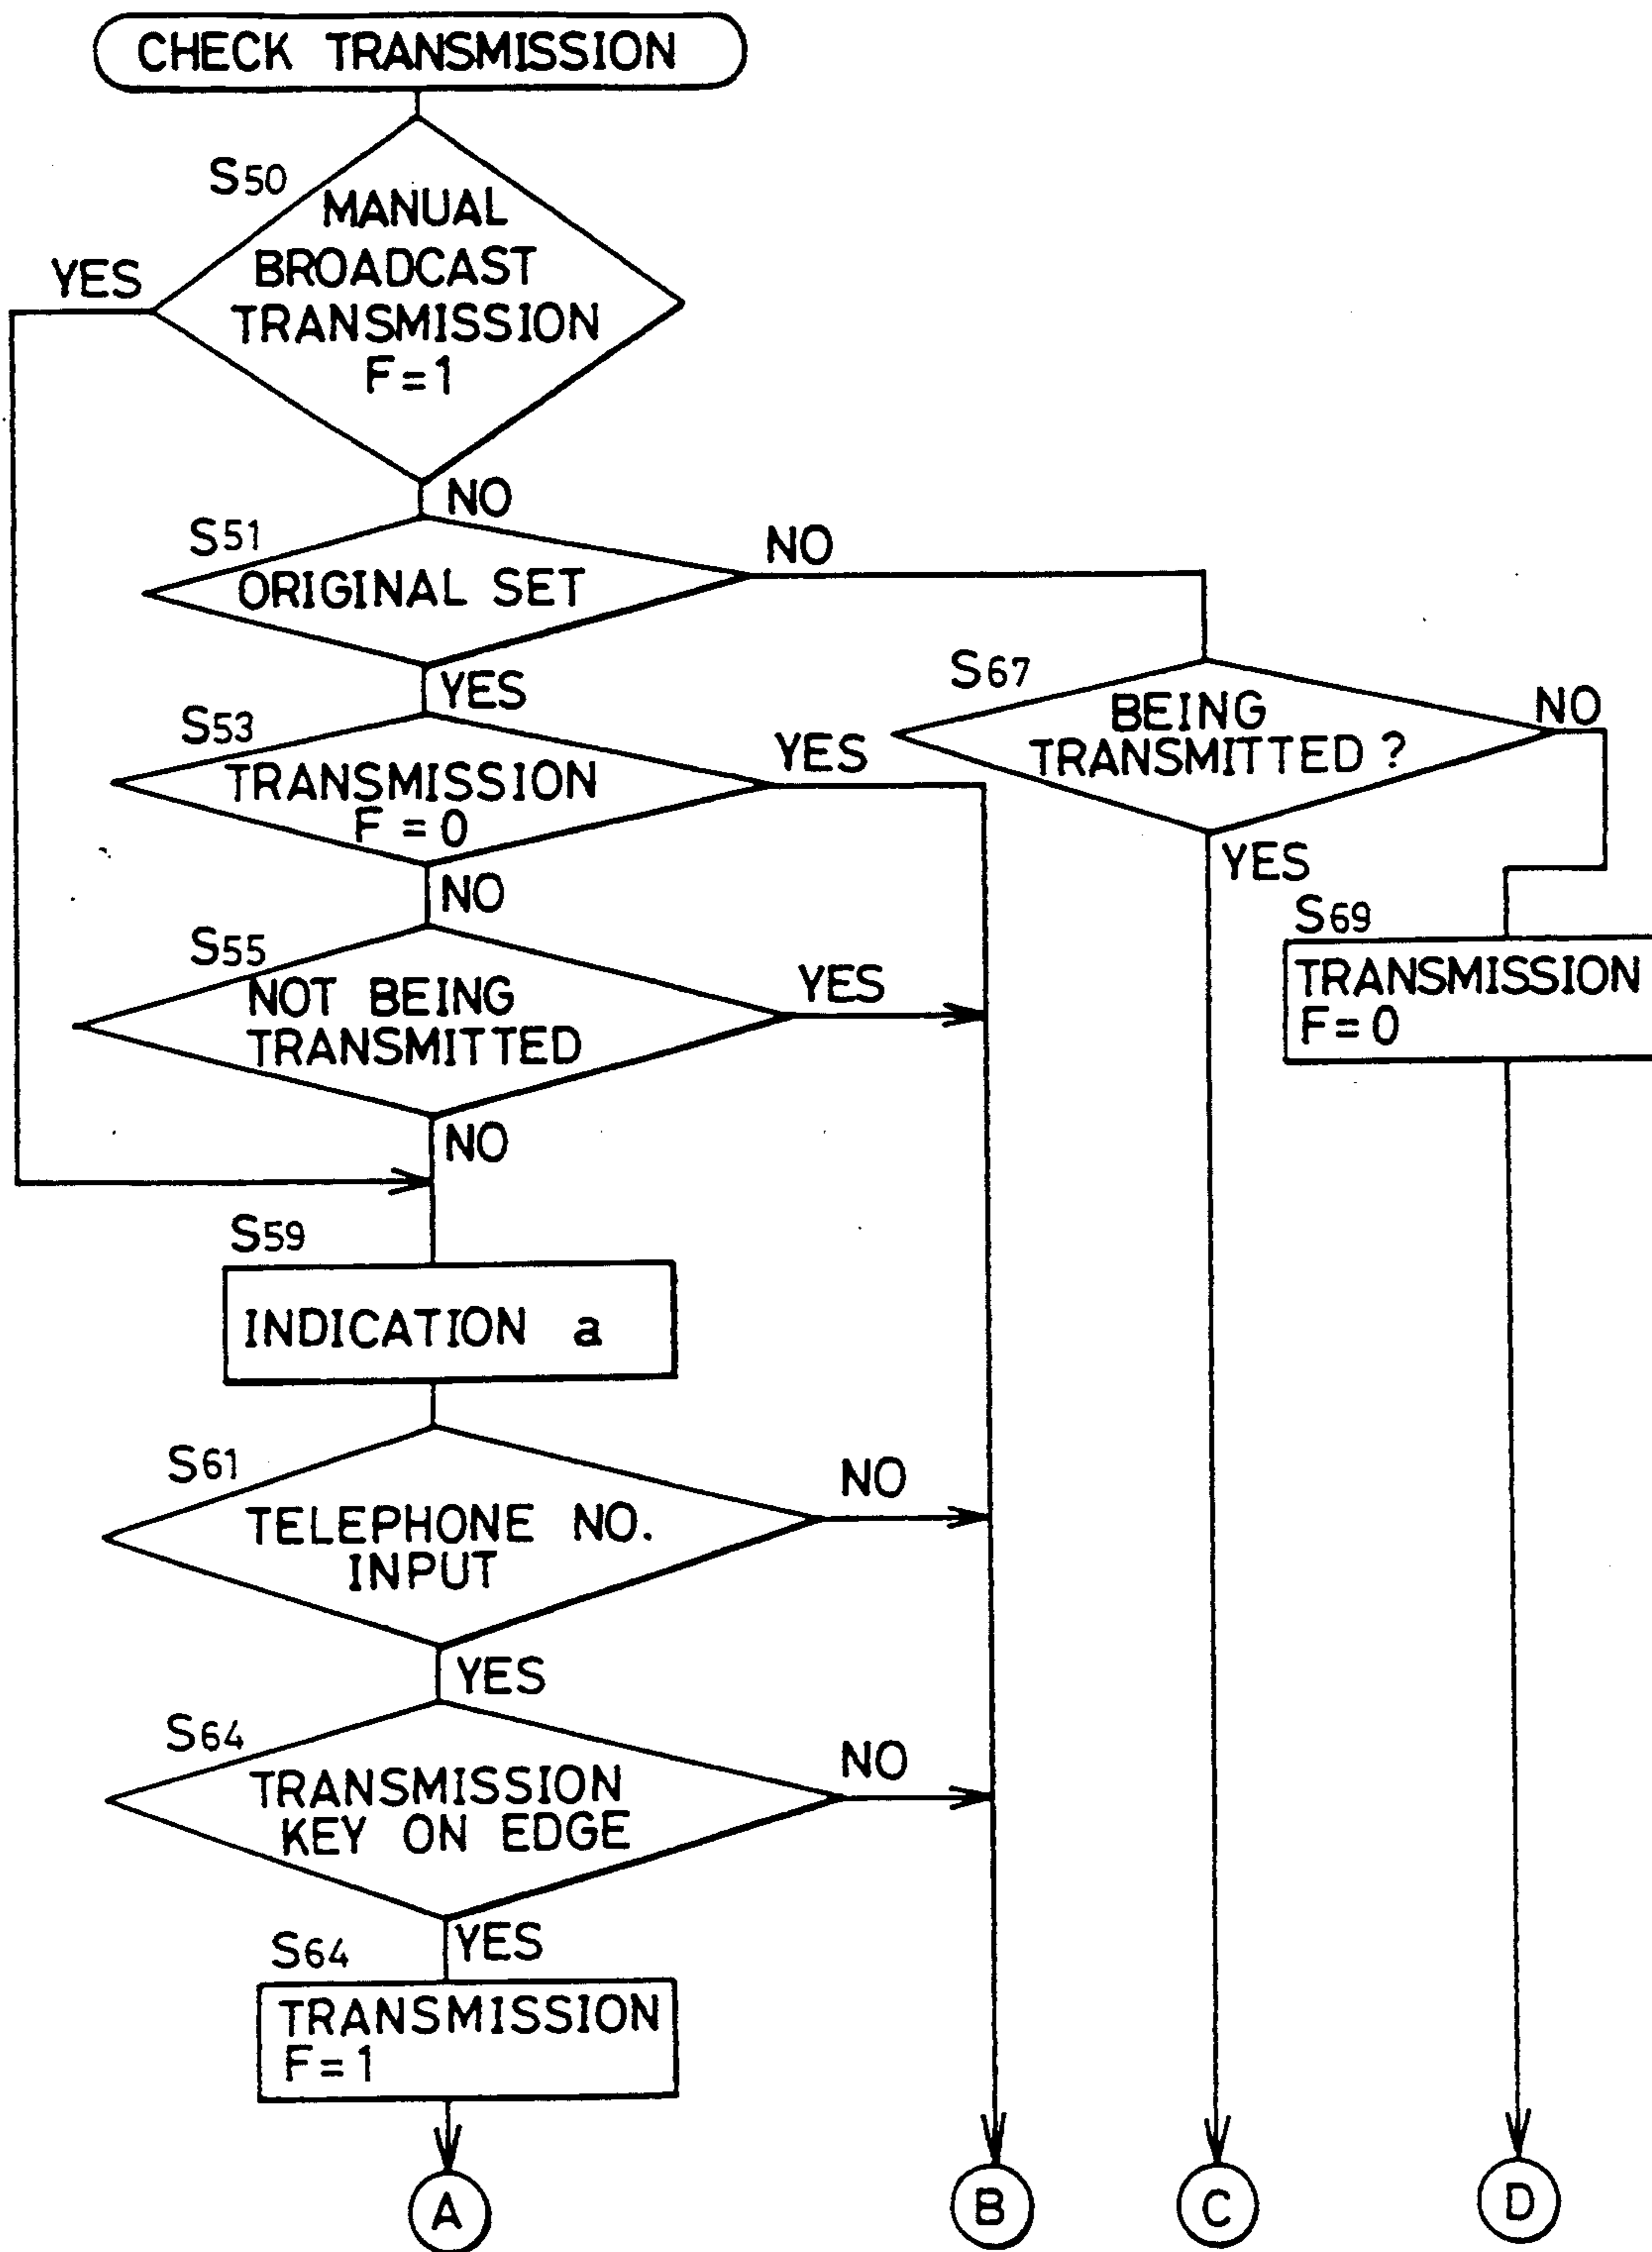 CHECK TRANSMISSION
S50
MANUAL
BROADCAST
TRANSMISSION
F=1
YES
NO
S51
ORIGINAL SET
NO
YES
S67
BEING
TRANSMITTED ?
NO
YES
S53
TRANSMISSION
F=0
YES
NO
S69
TRANSMISSION
F=0
S55
NOT BEING
TRANSMITTED
YES
NO
S59
INDICATION a
S61
TELEPHONE NO.
INPUT
NO
YES
S64
TRANSMISSION
KEY ON EDGE
NO
YES
S64
TRANSMISSION
F=1
A
B
C
D